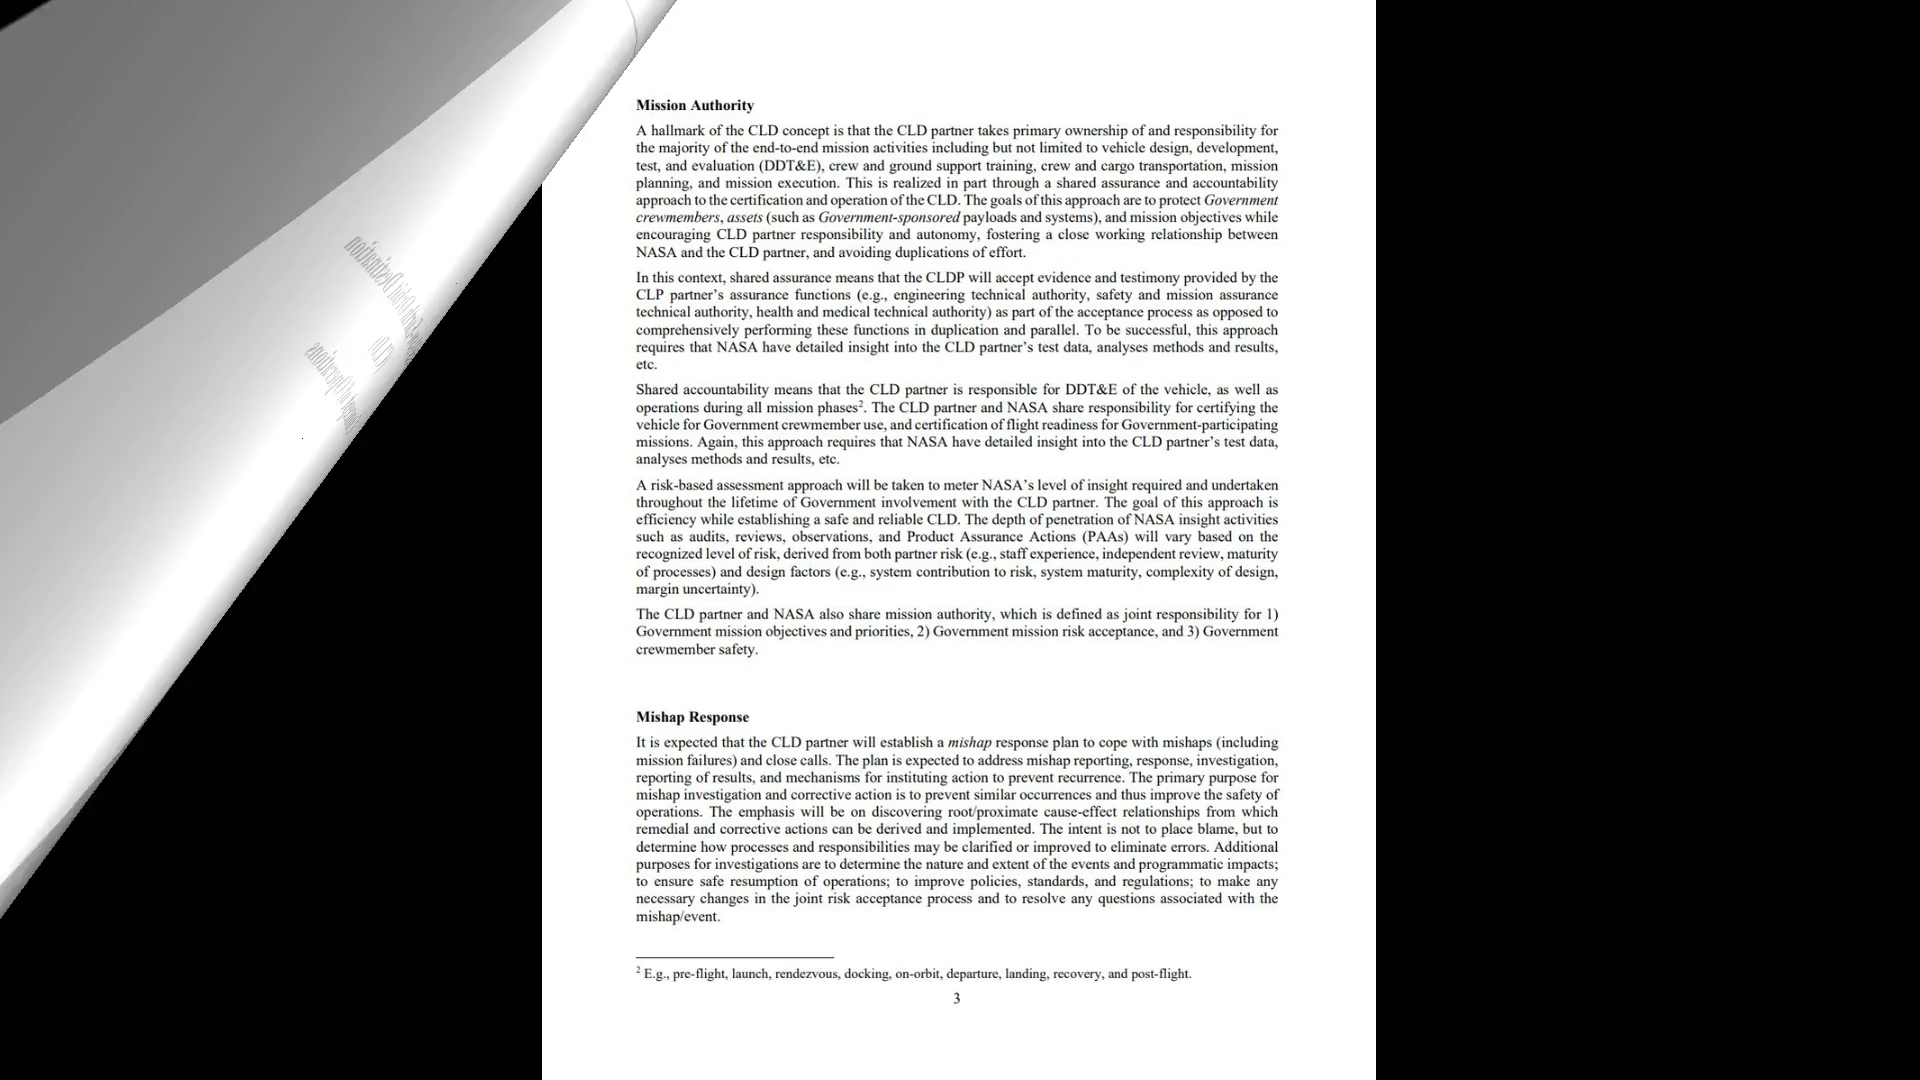 Mission Authority
A hallmark of the CLD concept is that the CLD partner takes primary ownership of and responsibility for
the majority of the end-to-end mission activities including but not limited to vehicle design, development,
test, and evaluation (DDT&E), crew and ground support training, crew and cargo transportation, mission
planning, and mission execution. This is realized in part through a shared assurance and accountability
approach to the certification and operation of the CLD. The goals of this approach are to protect Government
crewmembers, assets (such as Government-sponsored payloads and systems), and mission objectives while
encouraging CLD partner responsibility and autonomy, fostering a close working relationship between
NASA and the CLD partner, and avoiding duplications of effort.
In this context, shared assurance means that the CLDP will accept evidence and testimony provided by the
CLP partner’s assurance functions (e.g., engineering technical authority, safety and mission assurance
technical authority, health and medical technical authority) as part of the acceptance process as opposed to
comprehensively performing these functions in duplication and parallel. To be successful, this approach
requires that NASA have detailed insight into the CLD partner’s test data, analyses methods and results,
etc.
Shared accountability means that the CLD partner is responsible for DDT&E of the vehicle, as well as
operations during all mission phases². The CLD partner and NASA share responsibility for certifying the
vehicle for Government crewmember use, and certification of flight readiness for Government-participating
missions. Again, this approach requires that NASA have detailed insight into the CLD partner’s test data,
analyses methods and results, etc.
A risk-based assessment approach will be taken to meter NASA’s level of insight required and undertaken
throughout the lifetime of Government involvement with the CLD partner. The goal of this approach is
efficiency while establishing a safe and reliable CLD. The depth of penetration of NASA insight activities
such as audits, reviews, observations, and Product Assurance Actions (PAAs) will vary based on the
recognized level of risk, derived from both partner risk (e.g., staff experience, independent review, maturity
of processes) and design factors (e.g., system contribution to risk, system maturity, complexity of design,
margin uncertainty).
The CLD partner and NASA also share mission authority, which is defined as joint responsibility for 1)
Government mission objectives and priorities, 2) Government mission risk acceptance, and 3) Government
crewmember safety.
Mishap Response
It is expected that the CLD partner will establish a mishap response plan to cope with mishaps (including
mission failures) and close calls. The plan is expected to address mishap reporting, response, investigation,
reporting of results, and mechanisms for instituting action to prevent recurrence. The primary purpose for
mishap investigation and corrective action is to prevent similar occurrences and thus improve the safety of
operations. The emphasis will be on discovering root/proximate cause-effect relationships from which
remedial and corrective actions can be derived and implemented. The intent is not to place blame, but to
determine how processes and responsibilities may be clarified or improved to eliminate errors. Additional
purposes for investigations are to determine the nature and extent of the events and programmatic impacts;
to ensure safe resumption of operations; to improve policies, standards, and regulations; to make any
necessary changes in the joint risk acceptance process and to resolve any questions associated with the
mishap/event.
² E.g., pre-flight, launch, rendezvous, docking, on-orbit, departure, landing, recovery, and post-flight.
3